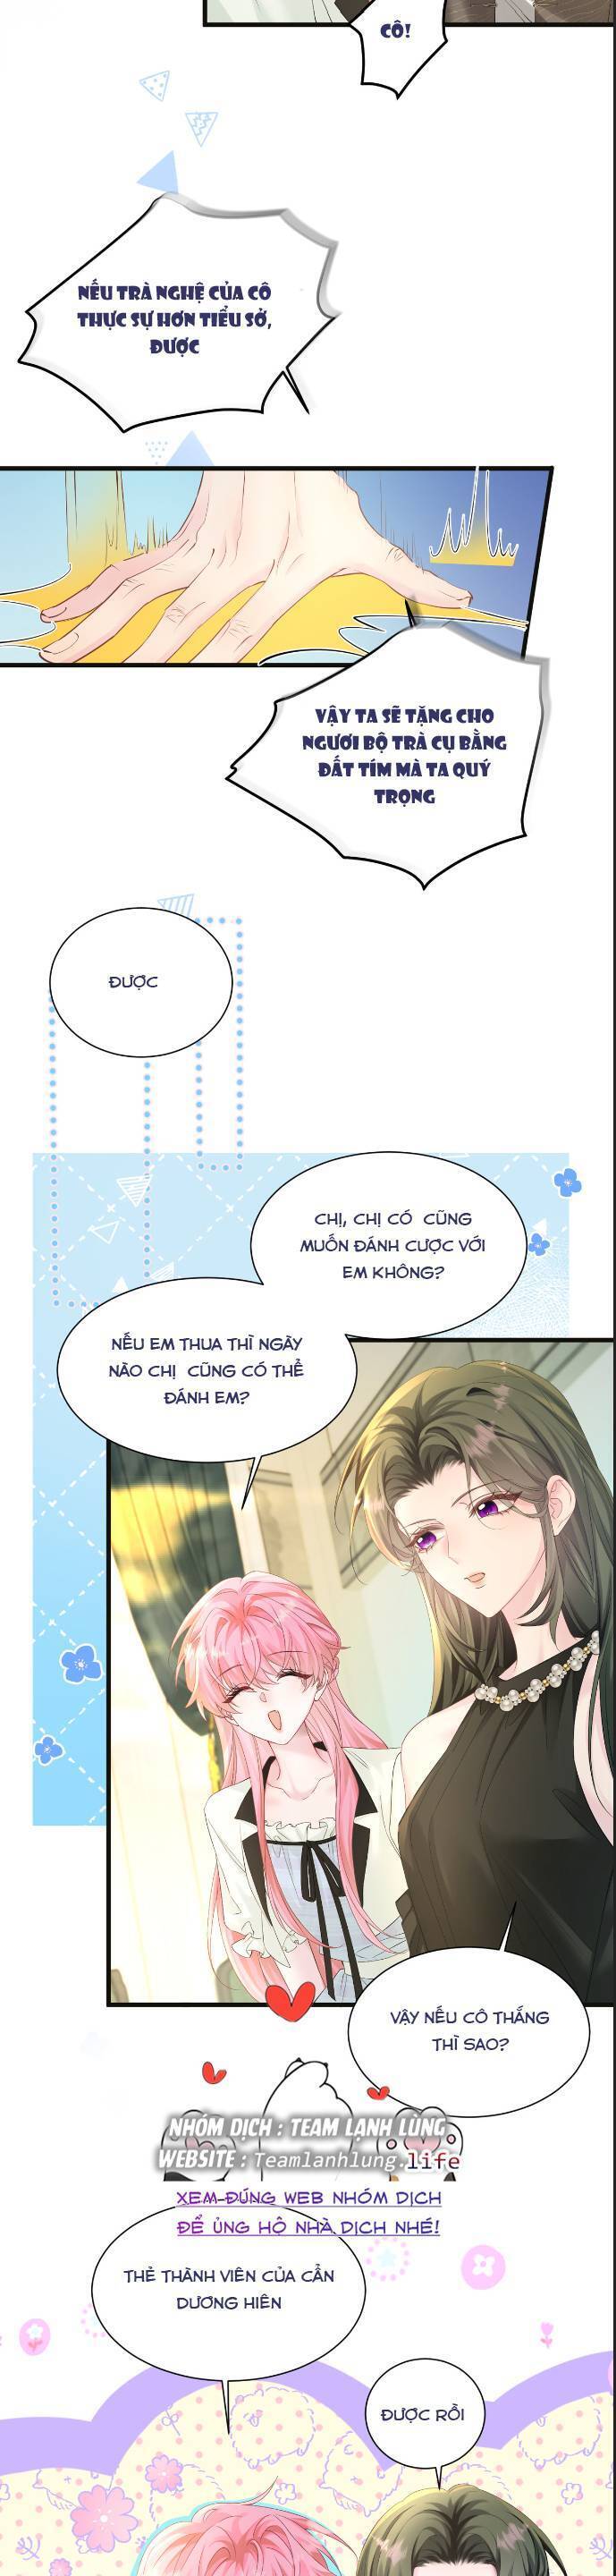 CÔ!
NẾU TRÀ NGHỆ CỦA CÔ
THỰC SỰ HƠN TIỂU SỞ,
ĐƯỢC
VẬY TA SẼ TẶNG CHO
NGƯƠI BỘ TRÀ CỤ BẰNG
ĐẤT TÍM MÀ TA QUÝ
TRỌNG
ĐƯỢC
CHỊ, CHỊ CÓ CŨNG
MUỐN ĐÁNH CƯỢC VỚI
EM KHÔNG?
NẾU EM THUA THÌ NGÀY
NÀO CHỊ CŨNG CÓ THỂ
ĐÁNH EM?
VẬY NẾU CÔ THẮNG
THÌ SAO?
NHÓM DỊCH : TEAM LẠNH LÙNG
WEBSITE : Teamlanhlung.life
XEM ĐÚNG WEB NHÓM DỊCH
ĐỂ ỦNG HỘ NHÀ DỊCH NHÉ!
THẺ THÀNH VIÊN CỦA CẨN
DƯƠNG HIÊN
ĐƯỢC RỒI